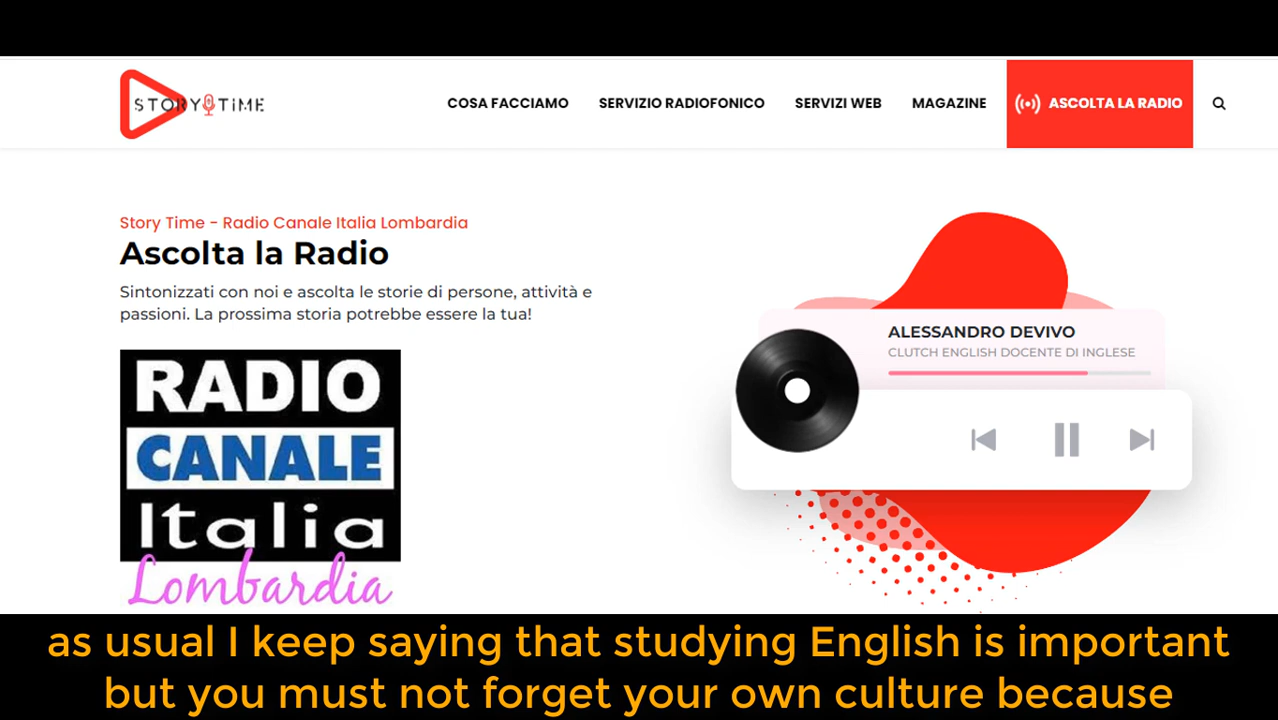 STORY TiME
COSA FACCIAMO
SERVIZIO RADIOFONICO
SERVIZI WEB
MAGAZINE
ASCOLTA LA RADIO
Story Time - Radio Canale Italia Lombardia
Ascolta la Radio
Sintonizzati con noi e ascolta le storie di persone, attività e
passioni. La prossima storia potrebbe essere la tua!
RADIO
CANALE
Italia
Lombardia
ALESSANDRO DEVIVO
CLUTCH ENGLISH DOCENTE DI INGLESE
as usual I keep saying that studying English is important
but you must not forget your own culture because